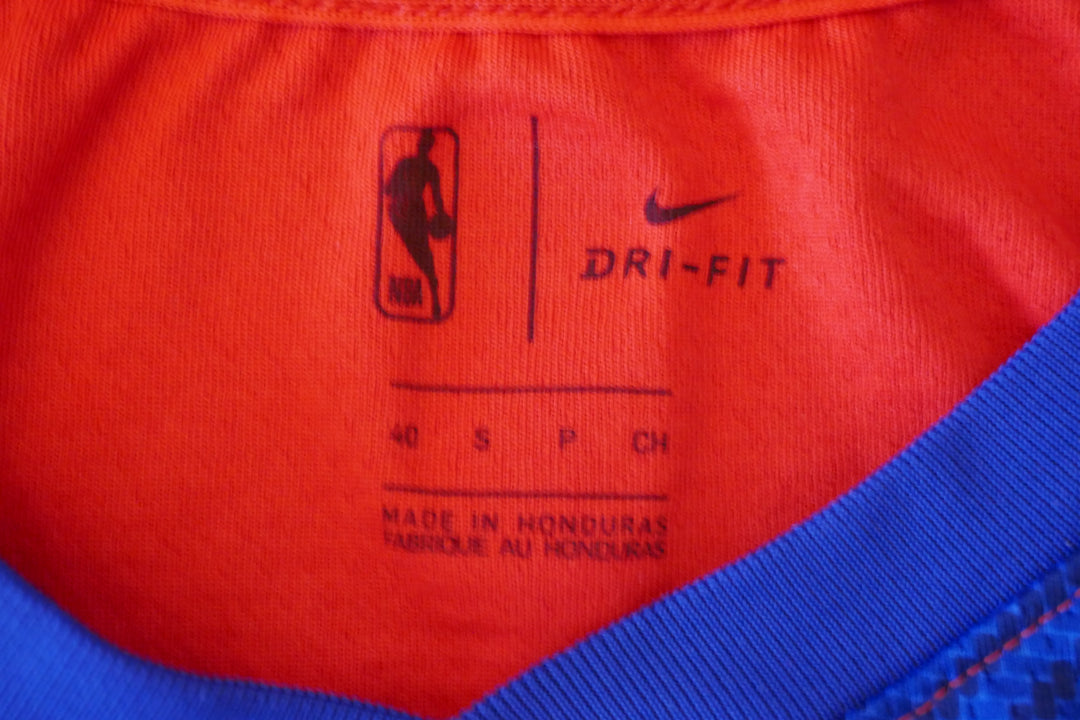 NBA
DRI-FIT
40 S P CH
MADE IN HONDURAS
FABRIQUE AU HONDURAS